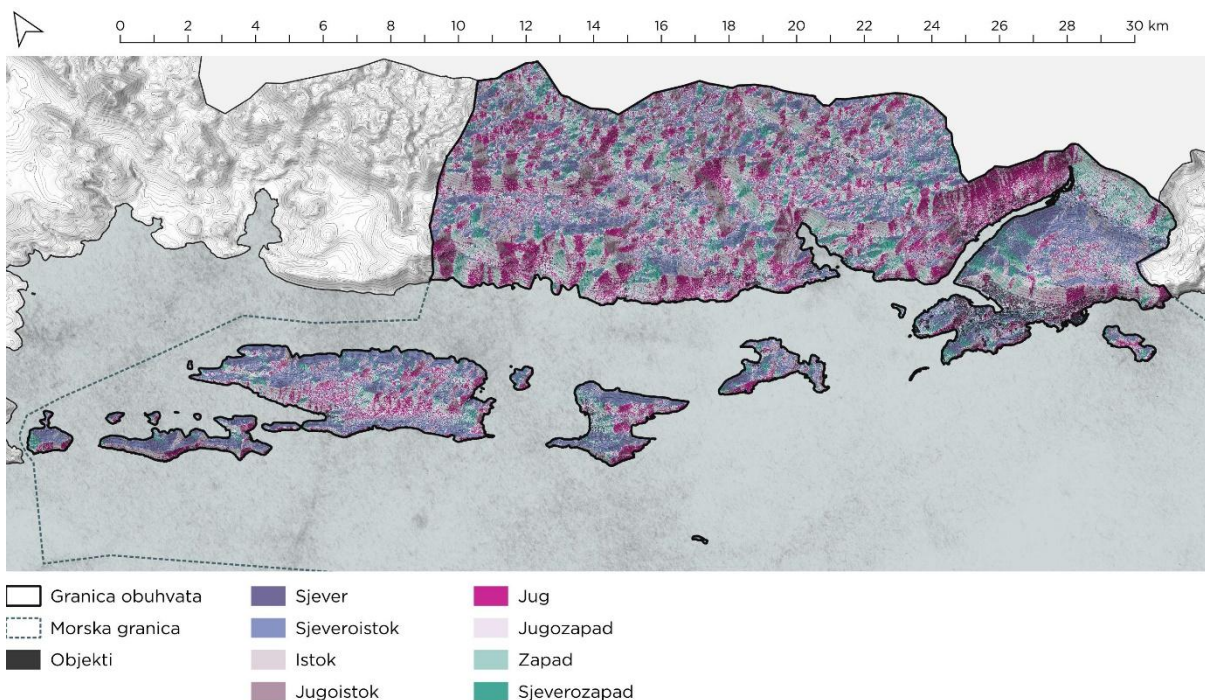 0 2 4 6 8 10 12 14 16 18 20 22 24 26 28 30 km
Granica obuhvata
Morska granica
Objekti
Sjever
Sjeveroistok
Istok
Jugoistok
Jug
Jugozapad
Zapad
Sjeverozapad